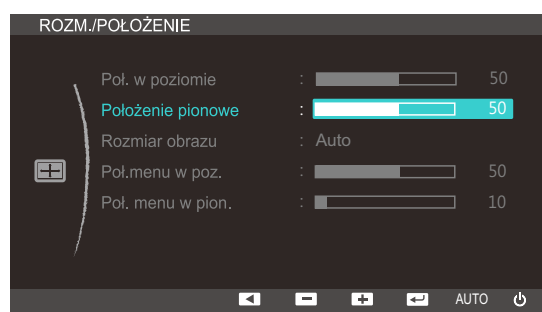 ROZM./POŁOŻENIE
Poł. w poziomie : 50
Położenie pionowe : 50
Rozmiar obrazu : Auto
Poł.menu w poz. : 50
Poł. menu w pion. : 10
AUTO